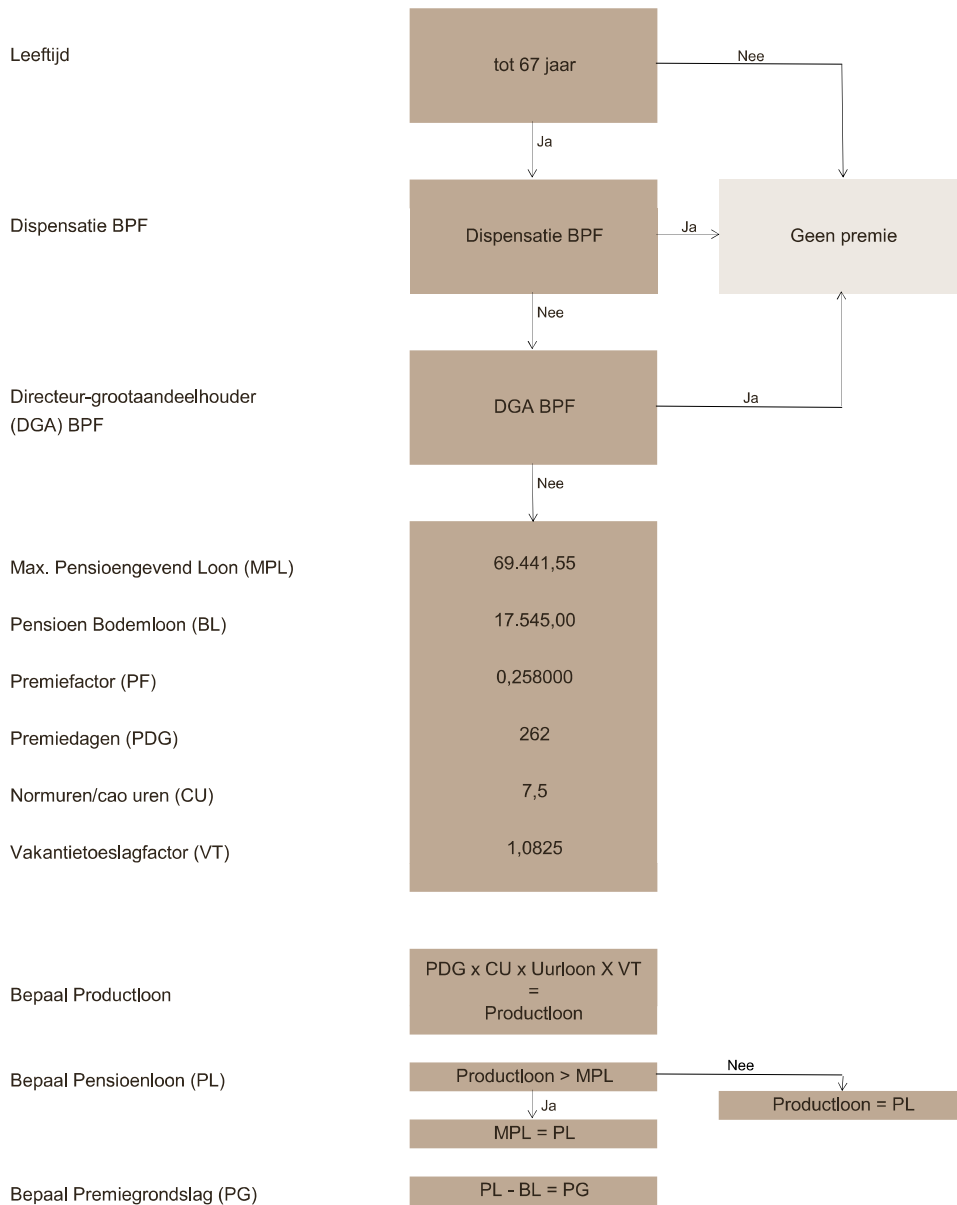 Leeftijd
tot 67 jaar
Nee
Ja
Dispensatie BPF
Dispensatie BPF
Ja
Geen premie
Nee
Directeur-grootaandeelhouder
(DGA) BPF
DGA BPF
Ja
Nee
Max. Pensioengevend Loon (MPL)
69.441,55
Pensioen Bodemloon (BL)
17.545,00
Premiefactor (PF)
0,258000
Premiedagen (PDG)
262
Normuren/cao uren (CU)
7,5
Vakantietoeslagfactor (VT)
1,0825
Bepaal Productloon
PDG x CU x Uurloon X VT
=
Productloon
Bepaal Pensioenloon (PL)
Productloon > MPL
Nee
Ja
Productloon = PL
MPL = PL
Bepaal Premiegrondslag (PG)
PL - BL = PG